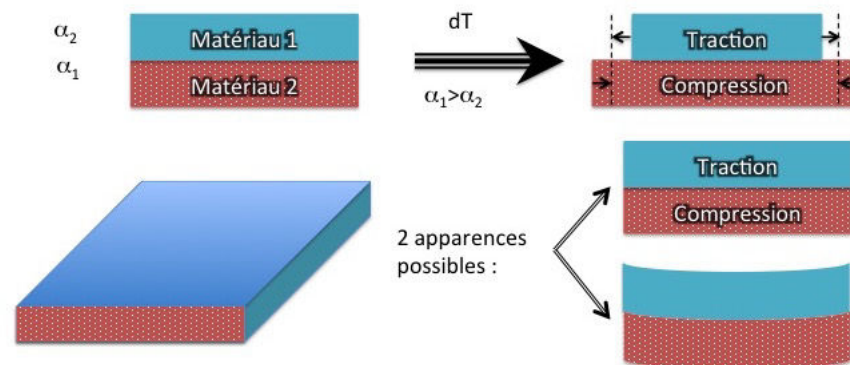 α₂
Matériau 1
dT
Traction
α₁
Matériau 2
α₁>α₂
Compression
Traction
Compression
2 apparences
possibles :